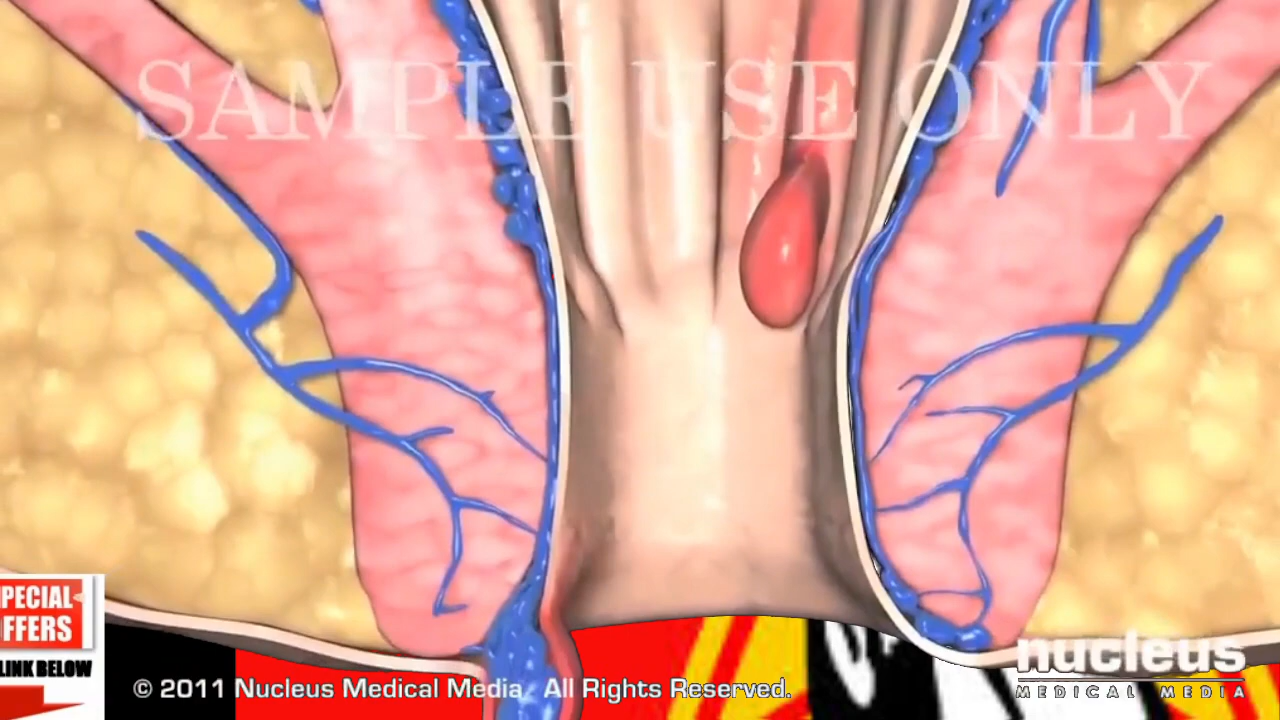 SAMPLE USE ONLY
PECIAL
FFERS
LINK BELOW
© 2011 Nucleus Medical Media. All Rights Reserved.
nucleus
MEDICAL MEDIA